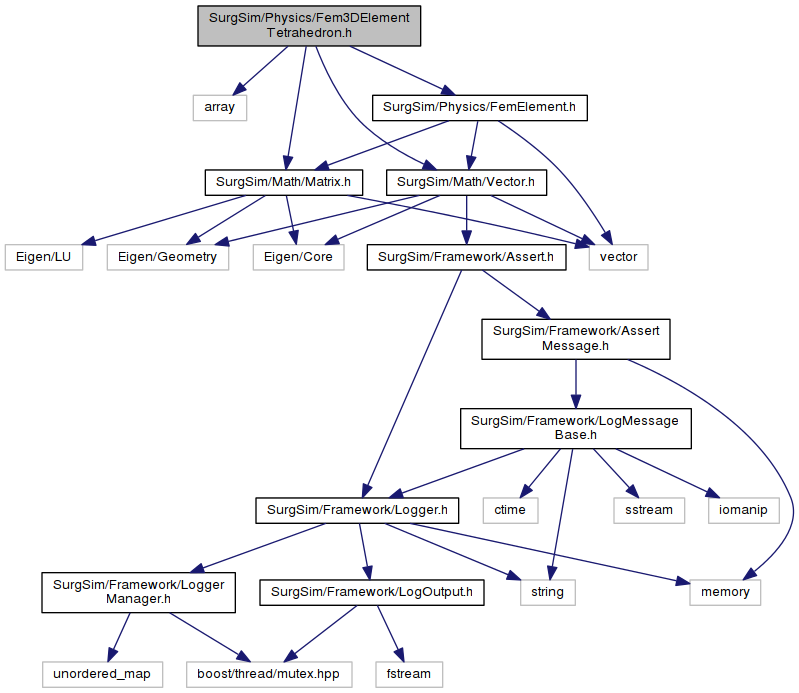 SurgSim/Physics/Fem3DElement
Tetrahedron.h
array
SurgSim/Physics/FemElement.h
SurgSim/Math/Matrix.h
SurgSim/Math/Vector.h
Eigen/LU
Eigen/Geometry
Eigen/Core
SurgSim/Framework/Assert.h
vector
SurgSim/Framework/Assert
Message.h
SurgSim/Framework/LogMessage
Base.h
SurgSim/Framework/Logger.h
ctime
sstream
iomanip
SurgSim/Framework/Logger
Manager.h
SurgSim/Framework/LogOutput.h
string
memory
unordered_map
boost/thread/mutex.hpp
fstream